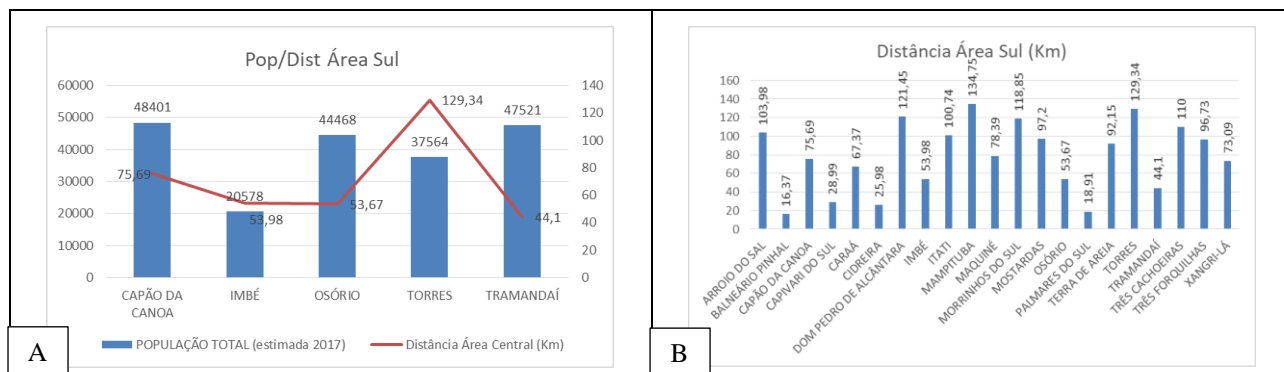 Pop/Dist Área Sul
60000
50000
40000
30000
20000
10000
0
140
120
100
80
60
40
20
0
48401
20578
44468
37564
47521
75,69
53,98
53,67
129,34
44,1
CAPÃO DA
CANOA
IMBÉ
OSÓRIO
TORRES
TRAMANDAÍ
POPULAÇÃO TOTAL (estimada 2017)
Distância Área Central (Km)
A
Distância Área Sul (Km)
160
140
120
100
80
60
40
20
0
103,98
16,37
75,69
28,99
67,37
25,98
121,45
53,98
100,74
134,75
78,39
118,85
97,2
53,67
18,91
92,15
129,34
44,1
110
96,73
73,09
ARROIO DO SAL
BALNEÁRIO PINHAL
CAPÃO DA CANOA
CAPIVARI DO SUL
CARAÁ
CIDREIRA
DOM PEDRO DE ALCÂNTARA
IMBÉ
ITATI
MAMPITUBA
MAQUINÉ
MORRINHOS DO SUL
MOSTARDAS
OSÓRIO
PALMARES DO SUL
TERRA DE AREIA
TORRES
TRAMANDAÍ
TRÊS CACHOEIRAS
TRÊS FORQUILHAS
XANGRI-LÁ
B